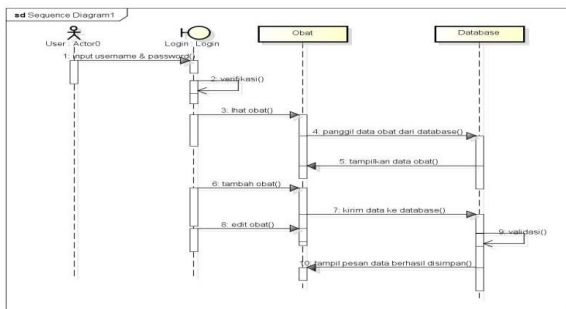 sd Sequence Diagram1
User : Actor0
Login : Login
Obat
Database
1: input username & password()
2: verifikasi()
3: lihat obat()
4: panggil data obat dari database()
5: tampilkan data obat()
6: tambah obat()
7: kirim data ke database()
8: edit obat()
9: validasi()
10: tampil pesan data berhasil disimpan()